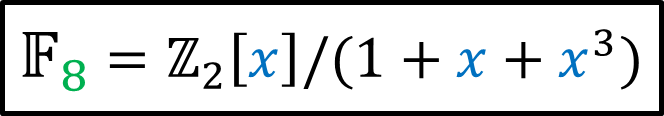 𝔽₈ = ℤ₂[x]/(1 + x + x³)